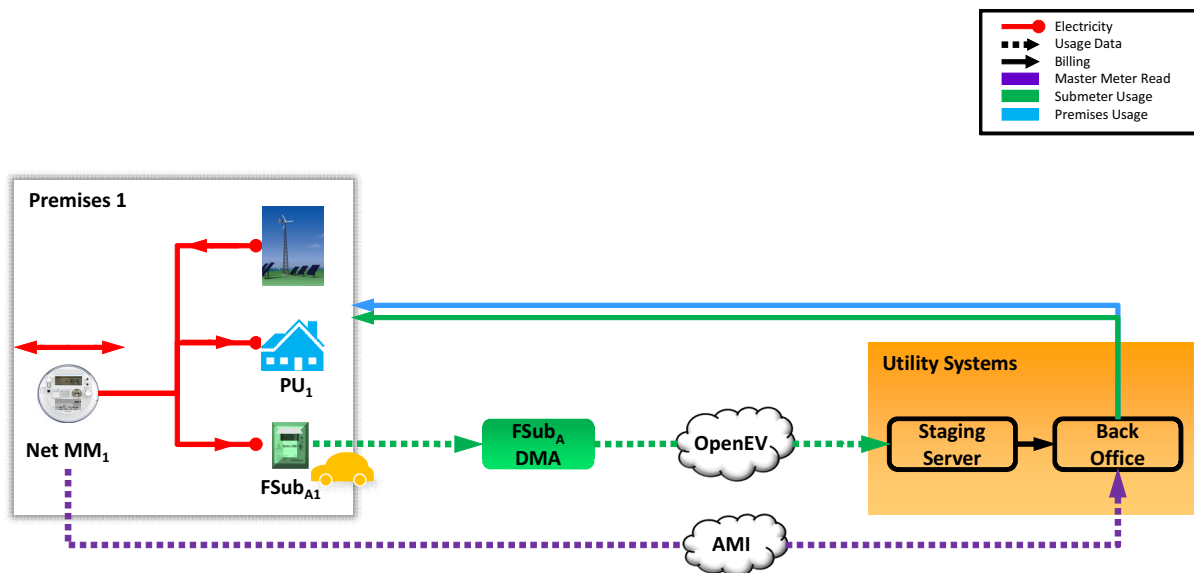 Electricity
Usage Data
Billing
Master Meter Read
Submeter Usage
Premises Usage
Premises 1
PU1
Net MM1
FSubA1
FSubA
DMA
OpenEV
AMI
Utility Systems
Staging
Server
Back
Office